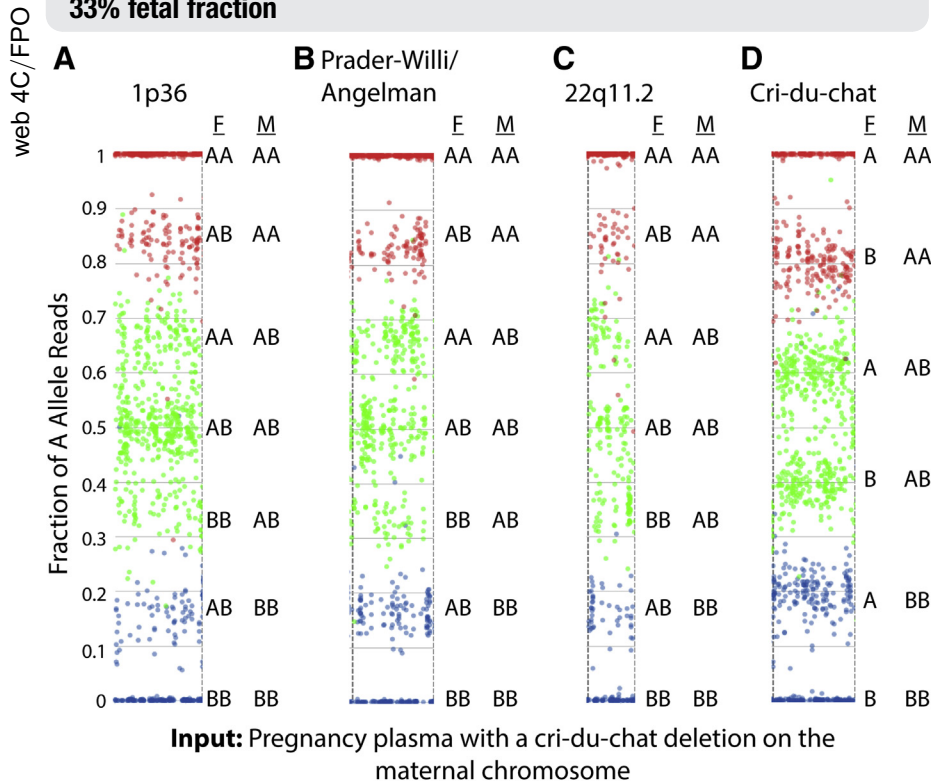 33% fetal fraction
web 4C/FPO
A
1p36
B Prader-Willi/
Angelman
C
22q11.2
D
Cri-du-chat
F M
F M
F M
F M
Fraction of A Allele Reads
1
0.9
0.8
0.7
0.6
0.5
0.4
0.3
0.2
0.1
0
AA AA
AB AA
AA AB
AB AB
BB AB
AB BB
BB BB
AA AA
AB AA
AA AB
AB AB
BB AB
AB BB
BB BB
AA AA
AB AA
AA AB
AB AB
BB AB
AB BB
BB BB
A AA
B AA
A AB
B AB
A BB
B BB
Input: Pregnancy plasma with a cri-du-chat deletion on the
maternal chromosome